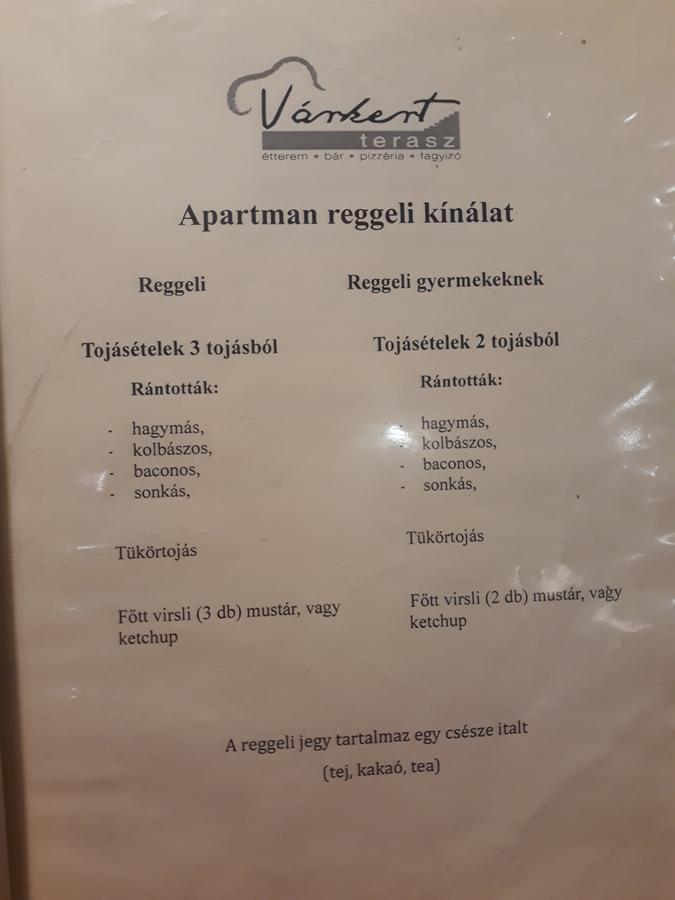 Várkert
terasz
étterem • bár • pizzéria • fagyizó
Apartman reggeli kínálat
Reggeli
Tojásételek 3 tojásból
Rántották:
- hagymás,
- kolbászos,
- baconos,
- sonkás,
Tükörtojás
Főtt virsli (3 db) mustár, vagy
ketchup
Reggeli gyermekeknek
Tojásételek 2 tojásból
Rántották:
- hagymás,
- kolbászos,
- baconos,
- sonkás,
Tükörtojás
Főtt virsli (2 db) mustár, vagy
ketchup
A reggeli jegy tartalmaz egy csésze italt
(tej, kakaó, tea)